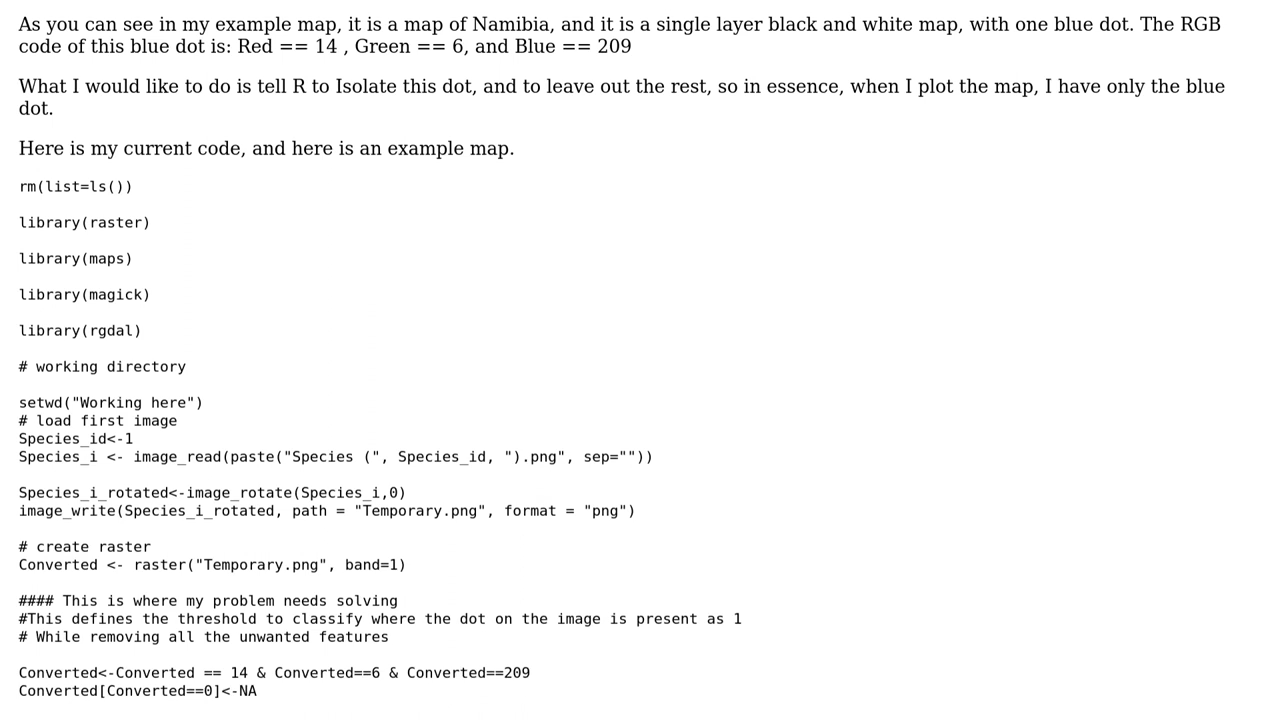 As you can see in my example map, it is a map of Namibia, and it is a single layer black and white map, with one blue dot. The RGB
code of this blue dot is: Red == 14 , Green == 6, and Blue == 209
What I would like to do is tell R to Isolate this dot, and to leave out the rest, so in essence, when I plot the map, I have only the blue
dot.
Here is my current code, and here is an example map.
rm(list=ls())
library(raster)
library(maps)
library(magick)
library(rgdal)
# working directory
setwd("Working here")
# load first image
Species_id<-1
Species_i <- image_read(paste("Species (", Species_id, ").png", sep=""))
Species_i_rotated<-image_rotate(Species_i,0)
image_write(Species_i_rotated, path = "Temporary.png", format = "png")
# create raster
Converted <- raster("Temporary.png", band=1)
#### This is where my problem needs solving
#This defines the threshold to classify where the dot on the image is present as 1
# While removing all the unwanted features
Converted<-Converted == 14 & Converted==6 & Converted==209
Converted[Converted==0]<-NA